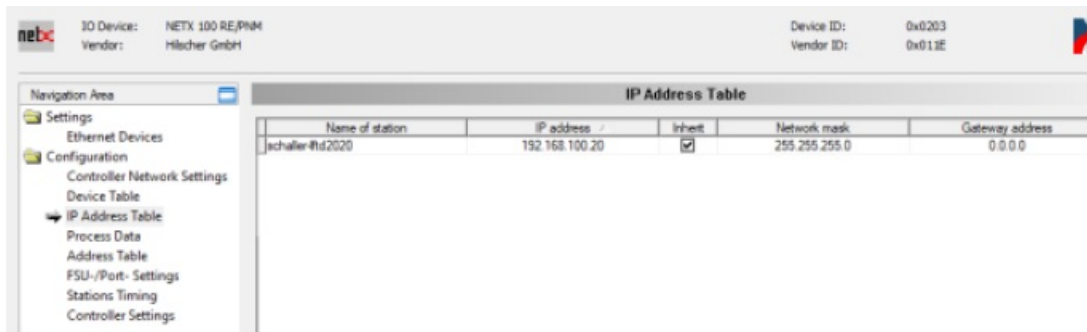 netx
IO Device: NETX 100 RE/PNM
Vendor: Hilscher GmbH
Device ID: 0x0203
Vendor ID: 0x011E
Navigation Area
Settings
Ethernet Devices
Configuration
Controller Network Settings
Device Table
IP Address Table
Process Data
Address Table
FSU-/Port- Settings
Stations Timing
Controller Settings
IP Address Table
Name of station IP address Inherit Network mask Gateway address
schaller-lftd2020 192.168.100.20 255.255.255.0 0.0.0.0